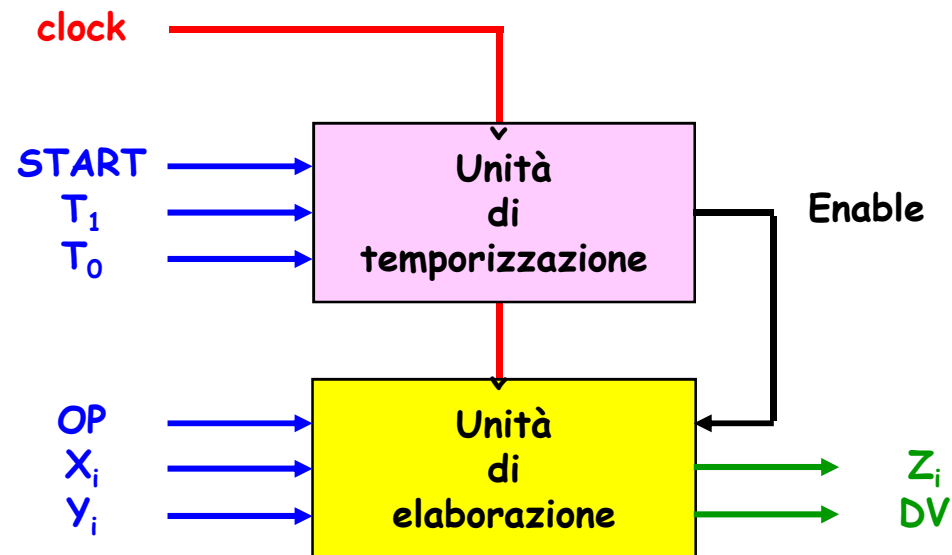 clock
START
T₁
T₀
Unità
di
temporizzazione
Enable
OP
Xᵢ
Yᵢ
Unità
di
elaborazione
Zᵢ
DV